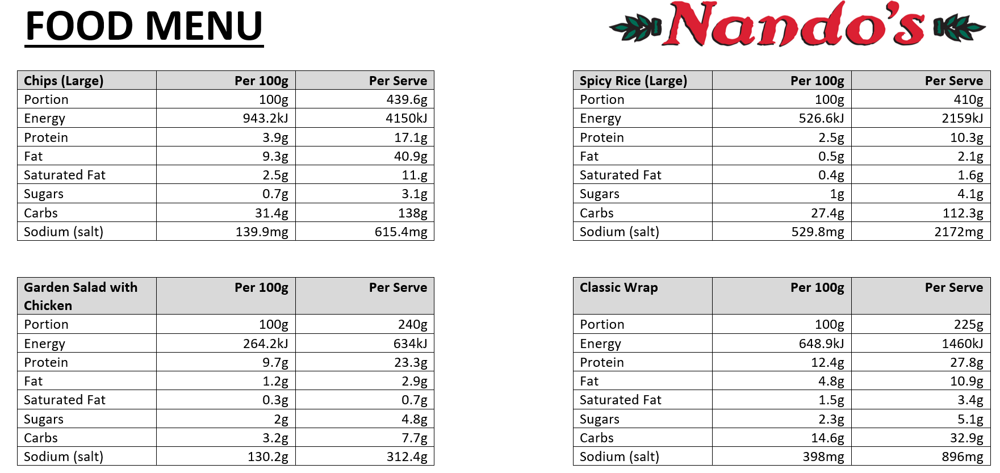 FOOD MENU
Nando's
Chips (Large) Per 100g Per Serve
Portion 100g 439.6g
Energy 943.2kJ 4150kJ
Protein 3.9g 17.1g
Fat 9.3g 40.9g
Saturated Fat 2.5g 11.g
Sugars 0.7g 3.1g
Carbs 31.4g 138g
Sodium (salt) 139.9mg 615.4mg
Spicy Rice (Large) Per 100g Per Serve
Portion 100g 410g
Energy 526.6kJ 2159kJ
Protein 2.5g 10.3g
Fat 0.5g 2.1g
Saturated Fat 0.4g 1.6g
Sugars 1g 4.1g
Carbs 27.4g 112.3g
Sodium (salt) 529.8mg 2172mg
Garden Salad with Per 100g Per Serve
Chicken
Portion 100g 240g
Energy 264.2kJ 634kJ
Protein 9.7g 23.3g
Fat 1.2g 2.9g
Saturated Fat 0.3g 0.7g
Sugars 2g 4.8g
Carbs 3.2g 7.7g
Sodium (salt) 130.2g 312.4g
Classic Wrap Per 100g Per Serve
Portion 100g 225g
Energy 648.9kJ 1460kJ
Protein 12.4g 27.8g
Fat 4.8g 10.9g
Saturated Fat 1.5g 3.4g
Sugars 2.3g 5.1g
Carbs 14.6g 32.9g
Sodium (salt) 398mg 896mg